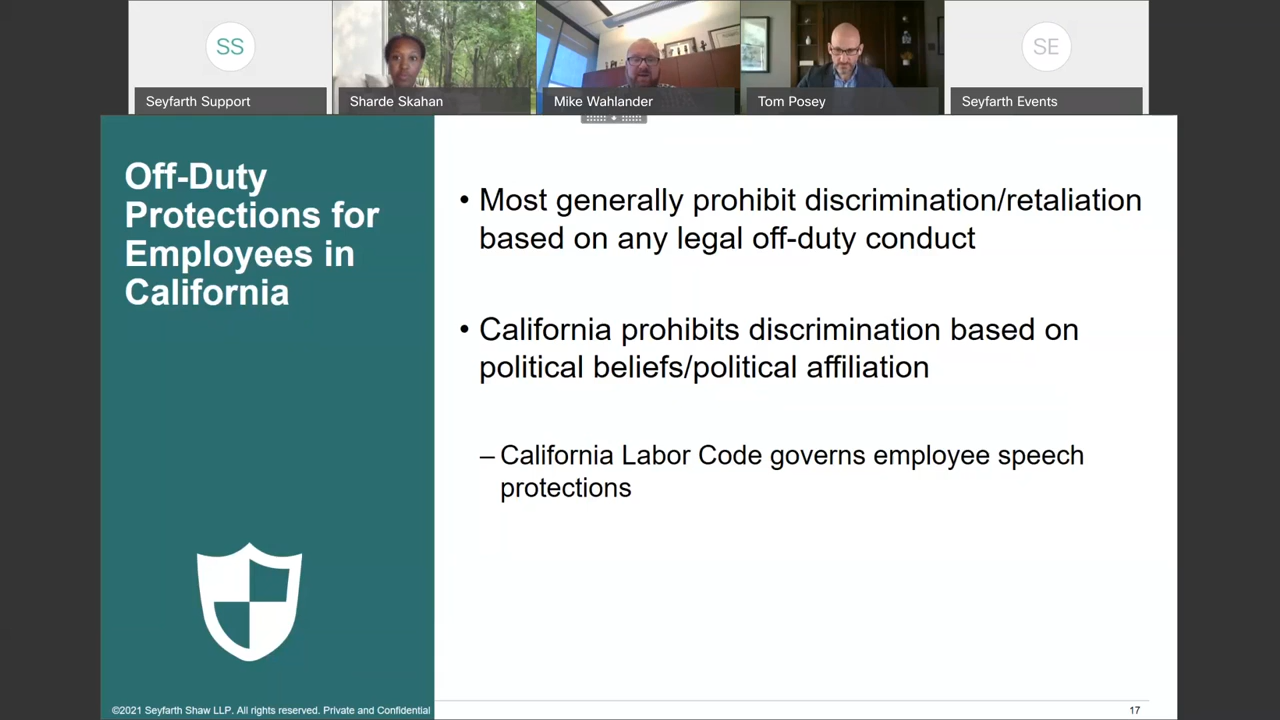 SS
SE
Seyfarth Support
Sharde Skahan
Mike Wahlander
Tom Posey
Seyfarth Events
Off-Duty
Protections for
Employees in
California
• Most generally prohibit discrimination/retaliation
based on any legal off-duty conduct
• California prohibits discrimination based on
political beliefs/political affiliation
– California Labor Code governs employee speech
protections
©2021 Seyfarth Shaw LLP. All rights reserved. Private and Confidential
17